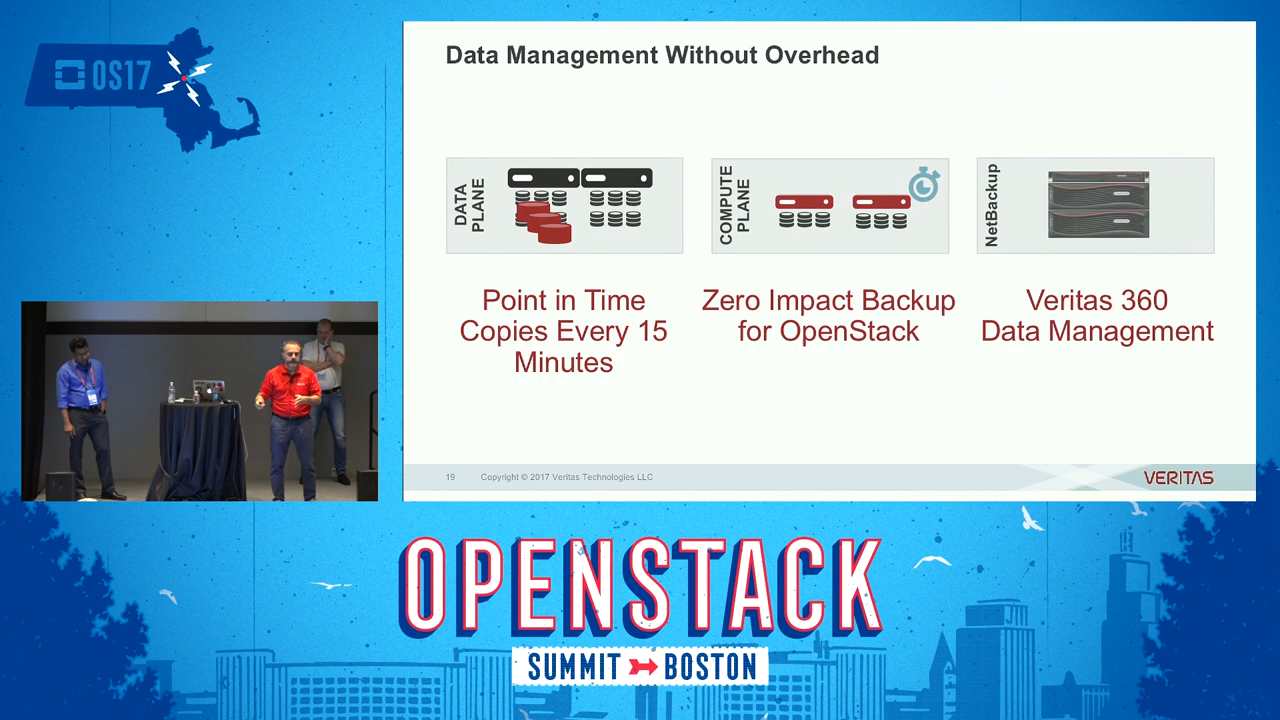 OS17
Data Management Without Overhead
DATA
PLANE
COMPUTE
PLANE
NetBackup
Point in Time
Copies Every 15
Minutes
Zero Impact Backup
for OpenStack
Veritas 360
Data Management
19 Copyright © 2017 Veritas Technologies LLC
VERITAS
OPENSTACK
SUMMIT BOSTON